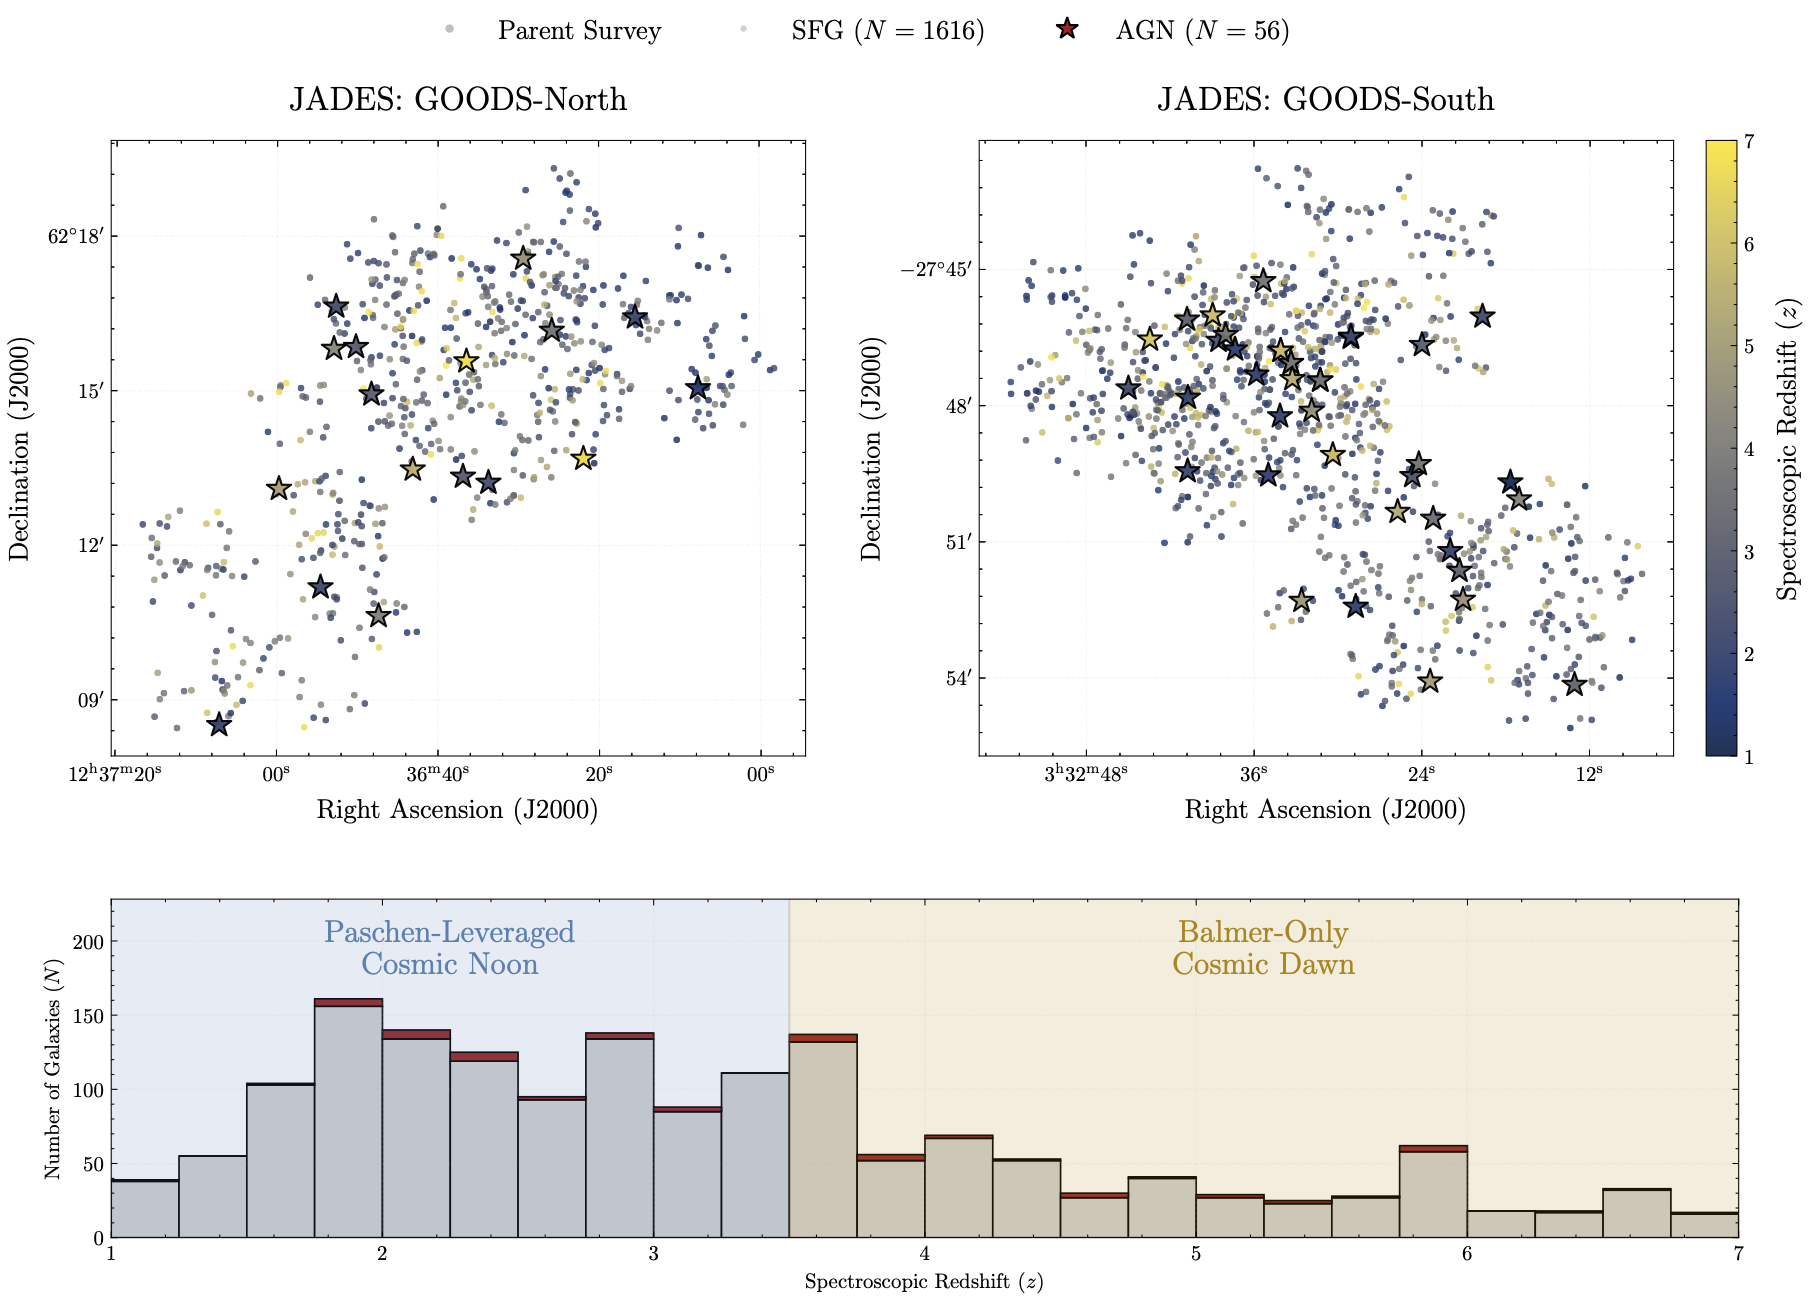 Parent Survey SFG (N = 1616) AGN (N = 56)
JADES: GOODS-North
JADES: GOODS-South
Declination (J2000)
62°18′
15′
12′
09′
12ʰ37ᵐ20ˢ 00ˢ 36ᵐ40ˢ 20ˢ 00ˢ
Right Ascension (J2000)
Declination (J2000)
−27°45′
48′
51′
54′
3ʰ32ᵐ48ˢ 36ˢ 24ˢ 12ˢ
Right Ascension (J2000)
7
6
5
4
3
2
1
Spectroscopic Redshift (z)
Number of Galaxies (N)
200
150
100
50
0
Paschen-Leveraged
Cosmic Noon
Balmer-Only
Cosmic Dawn
1 2 3 4 5 6 7
Spectroscopic Redshift (z)